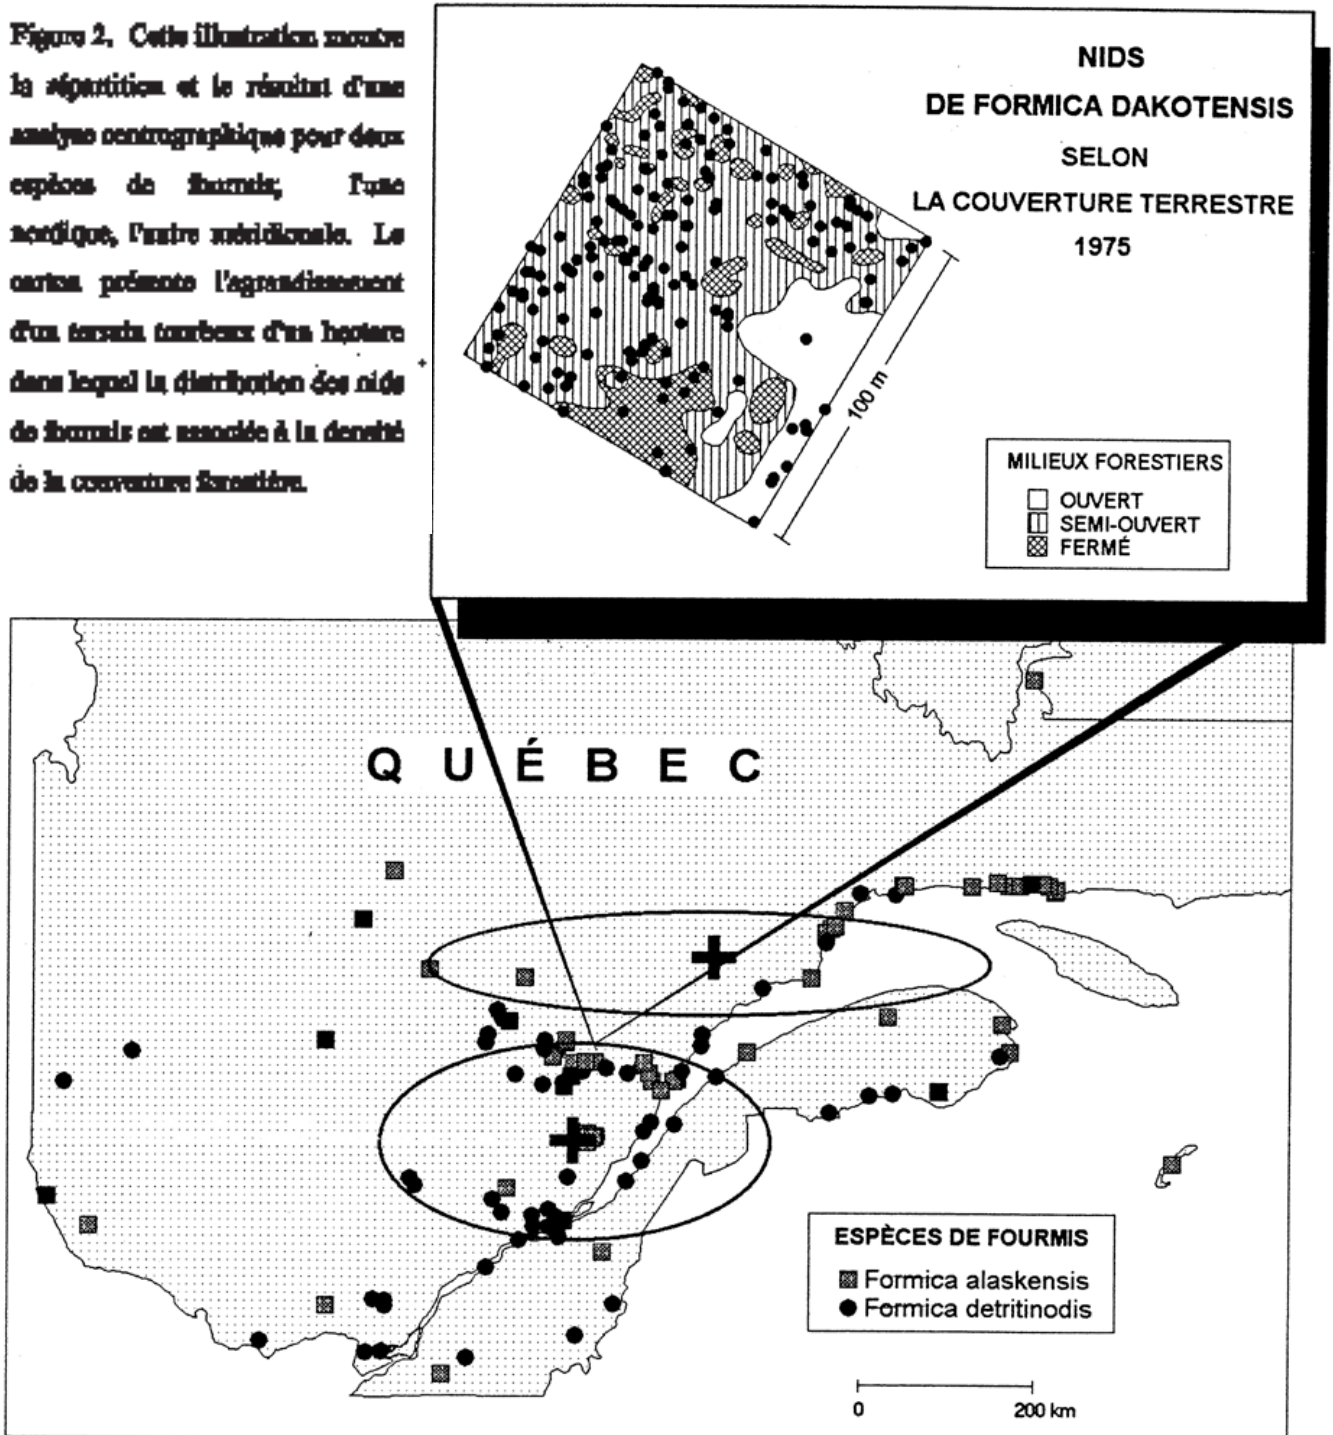 Figure 2. Cette illustration montre
la répartition et le résultat d'une
analyse centrographique pour deux
espèces de fourmis, l'une
nordique, l'autre méridionale. Le
carton présente l'agrandissement
d'un terrain tourbeux d'un hectare
dans lequel la distribution des nids
de fourmis est associée à la densité
de la couverture forestière.
NIDS
DE FORMICA DAKOTENSIS
SELON
LA COUVERTURE TERRESTRE
1975
100 m
MILIEUX FORESTIERS
OUVERT
SEMI-OUVERT
FERMÉ
QUÉBEC
ESPÈCES DE FOURMIS
Formica alaskensis
Formica detritinodis
0 200 km